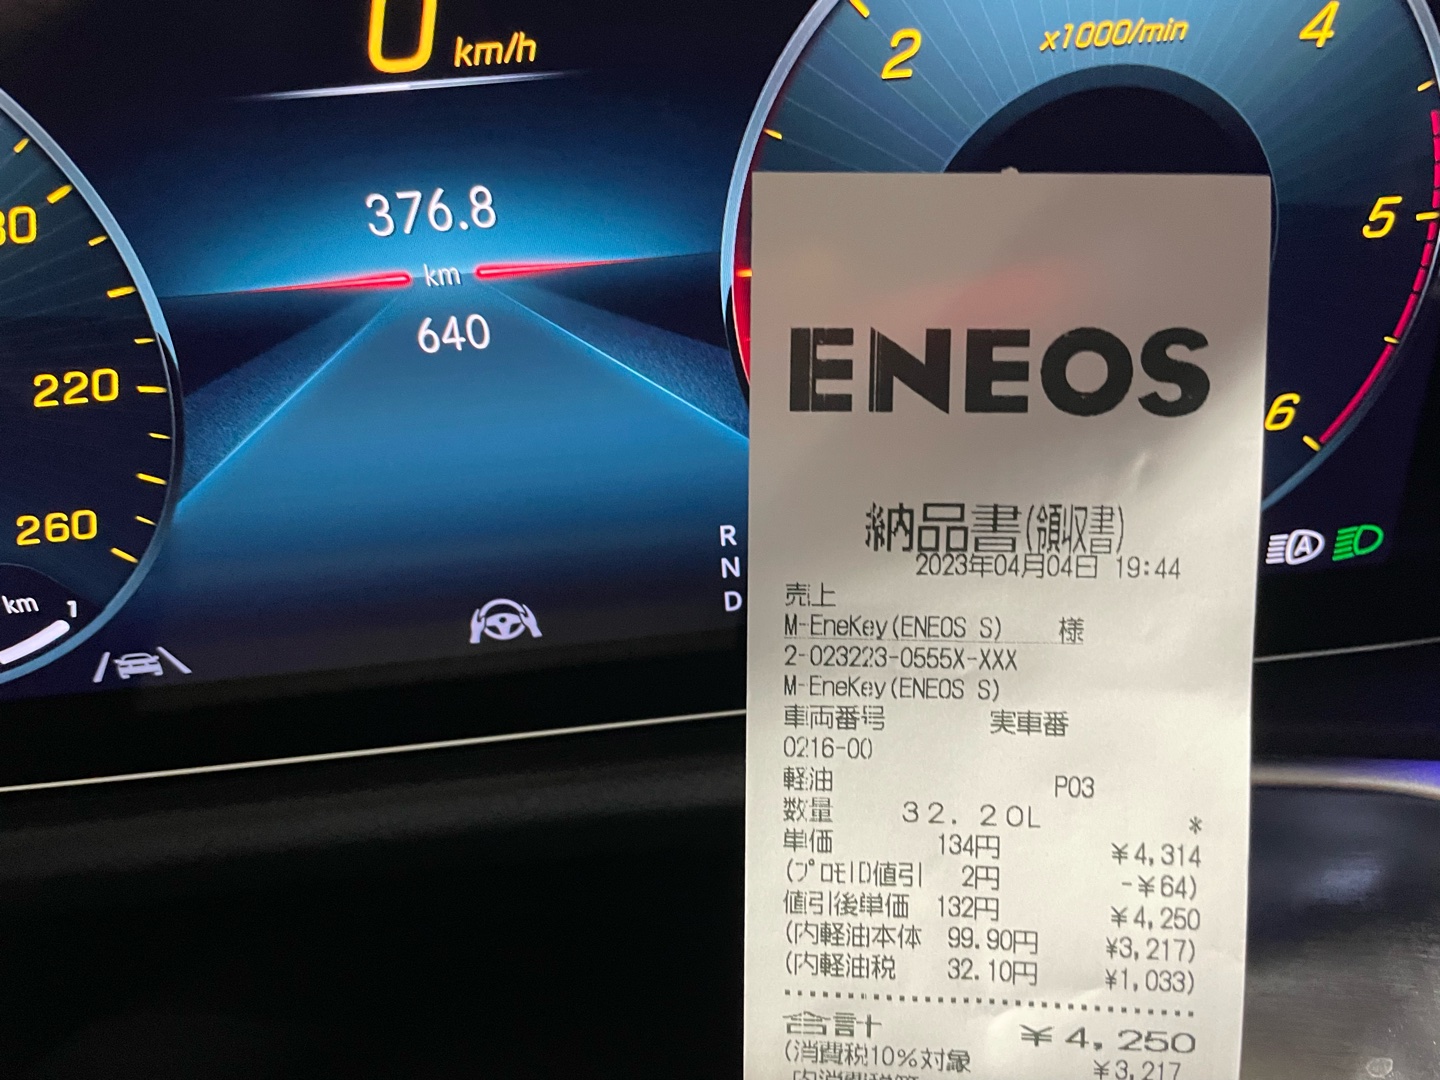 0 km/h
376.8
km
640
80
220
260
km 1
R
N
D
2
x1000/min
4
5
6
A
ENEOS
納品書(領収書)
2023年04月04日 19:44
売上
M-EneKey(ENEOS S) 様
2-023223-0555X-XXX
M-EneKey(ENEOS S)
車両番号 実車番
0216-00
軽油 P03
数量 32.20L *
単価 134円 ¥4,314
(プロモID値引 2円 -¥64)
値引後単価 132円 ¥4,250
(内軽油本体 99.90円 ¥3,217)
(内軽油税 32.10円 ¥1,033)
合計 ¥4,250
(消費税10%対象 ¥3,217